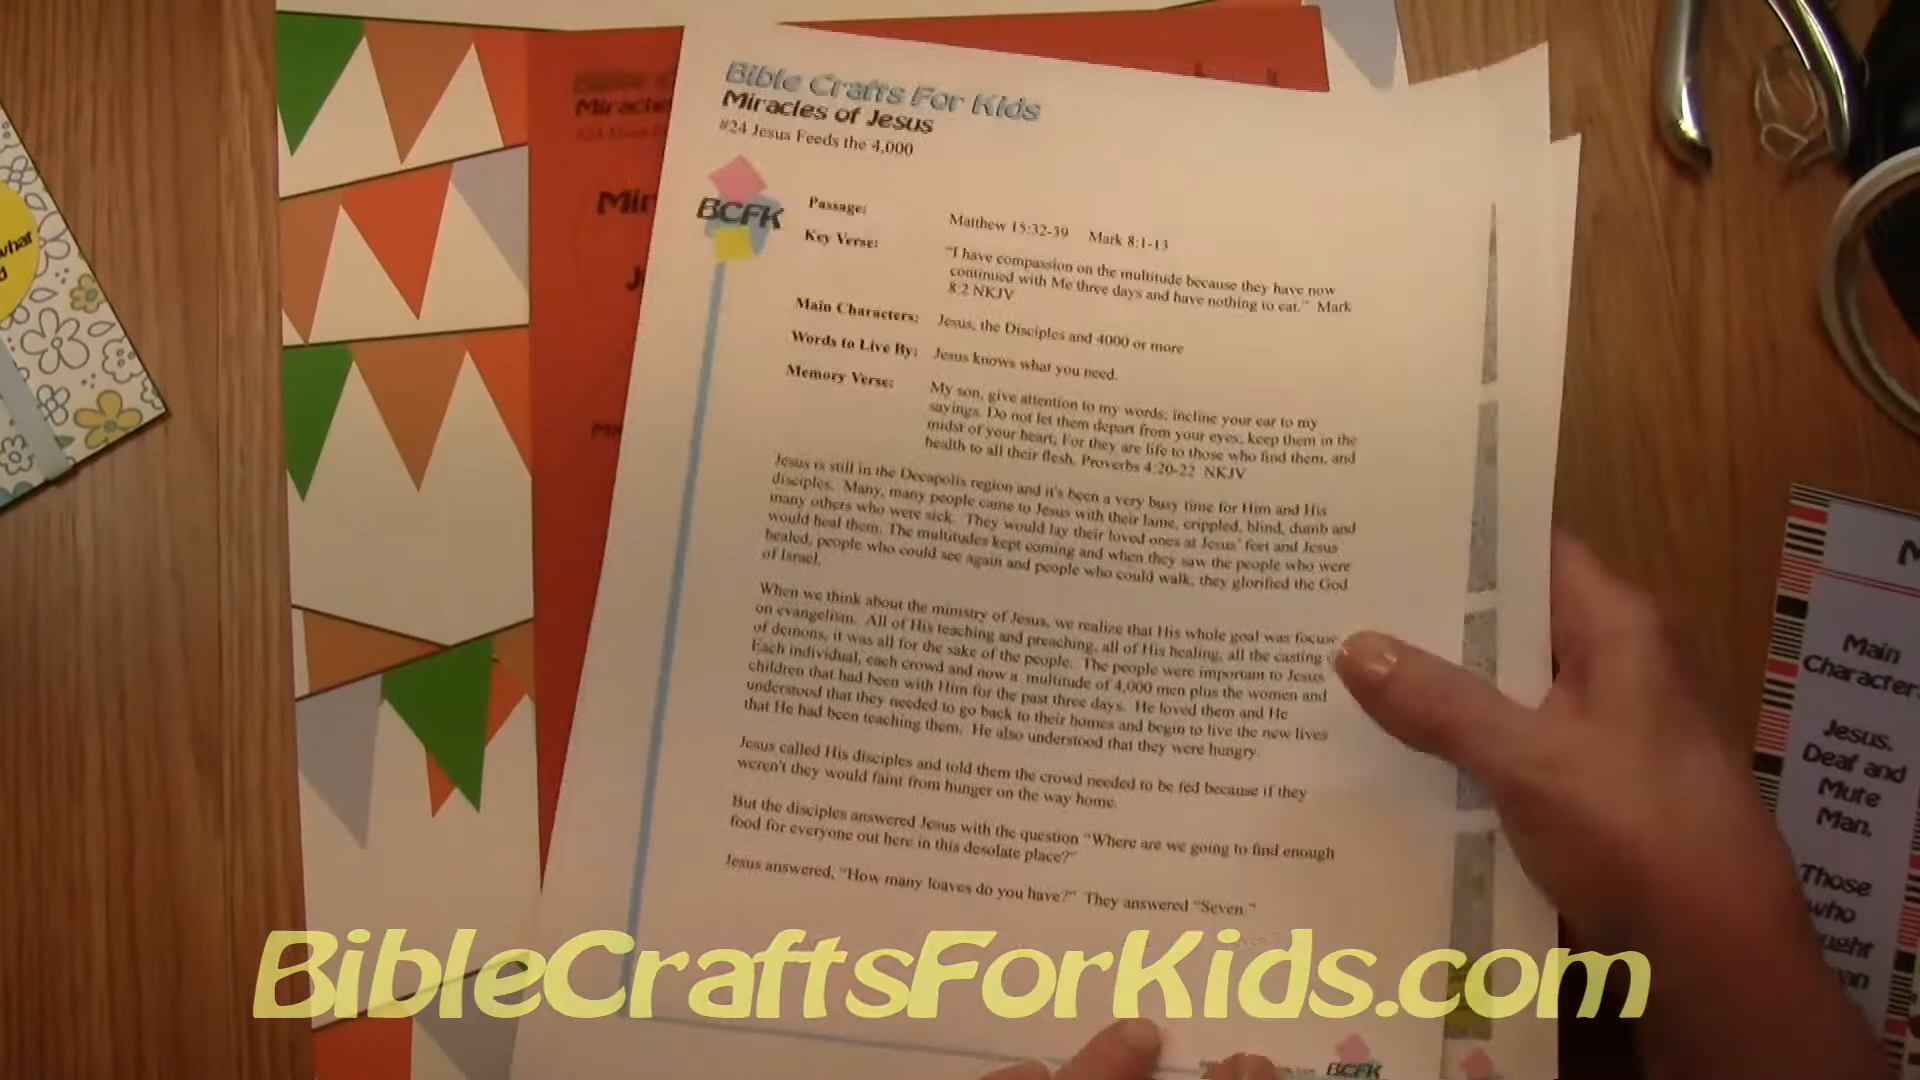 Bible Crafts For Kids
Miracles of Jesus
#24 Jesus Feeds the 4,000
BCFK
Passage: Matthew 15:32-39 Mark 8:1-13
Key Verse: "I have compassion on the multitude because they have now
continued with Me three days and have nothing to eat." Mark
8:2 NKJV
Main Characters: Jesus, the Disciples and 4000 or more
Words to Live By: Jesus knows what you need.
Memory Verse: My son, give attention to my words; incline your ear to my
sayings. Do not let them depart from your eyes; keep them in the
midst of your heart; For they are life to those who find them, and
health to all their flesh. Proverbs 4:20-22 NKJV
Jesus is still in the Decapolis region and it's been a very busy time for Him and His
disciples. Many, many people came to Jesus with their lame, crippled, blind, dumb and
many others who were sick. They would lay their loved ones at Jesus' feet and Jesus
would heal them. The multitudes kept coming and when they saw the people who were
healed, people who could see again and people who could walk, they glorified the God
of Israel.
When we think about the ministry of Jesus, we realize that His whole goal was focuse
on evangelism. All of His teaching and preaching, all of His healing, all the casting
of demons, it was all for the sake of the people. The people were important to Jesus.
Each individual, each crowd and now a multitude of 4,000 men plus the women and
children that had been with Him for the past three days. He loved them and He
understood that they needed to go back to their homes and begin to live the new lives
that He had been teaching them. He also understood that they were hungry.
Jesus called His disciples and told them the crowd needed to be fed because if they
weren't they would faint from hunger on the way home.
But the disciples answered Jesus with the question "Where are we going to find enough
food for everyone out here in this desolate place?"
Jesus answered, "How many loaves do you have?" They answered "Seven."
BCFK
BibleCraftsForKids.com
what
Main
Character
Jesus,
Deaf and
Mute
Man,
Those
who